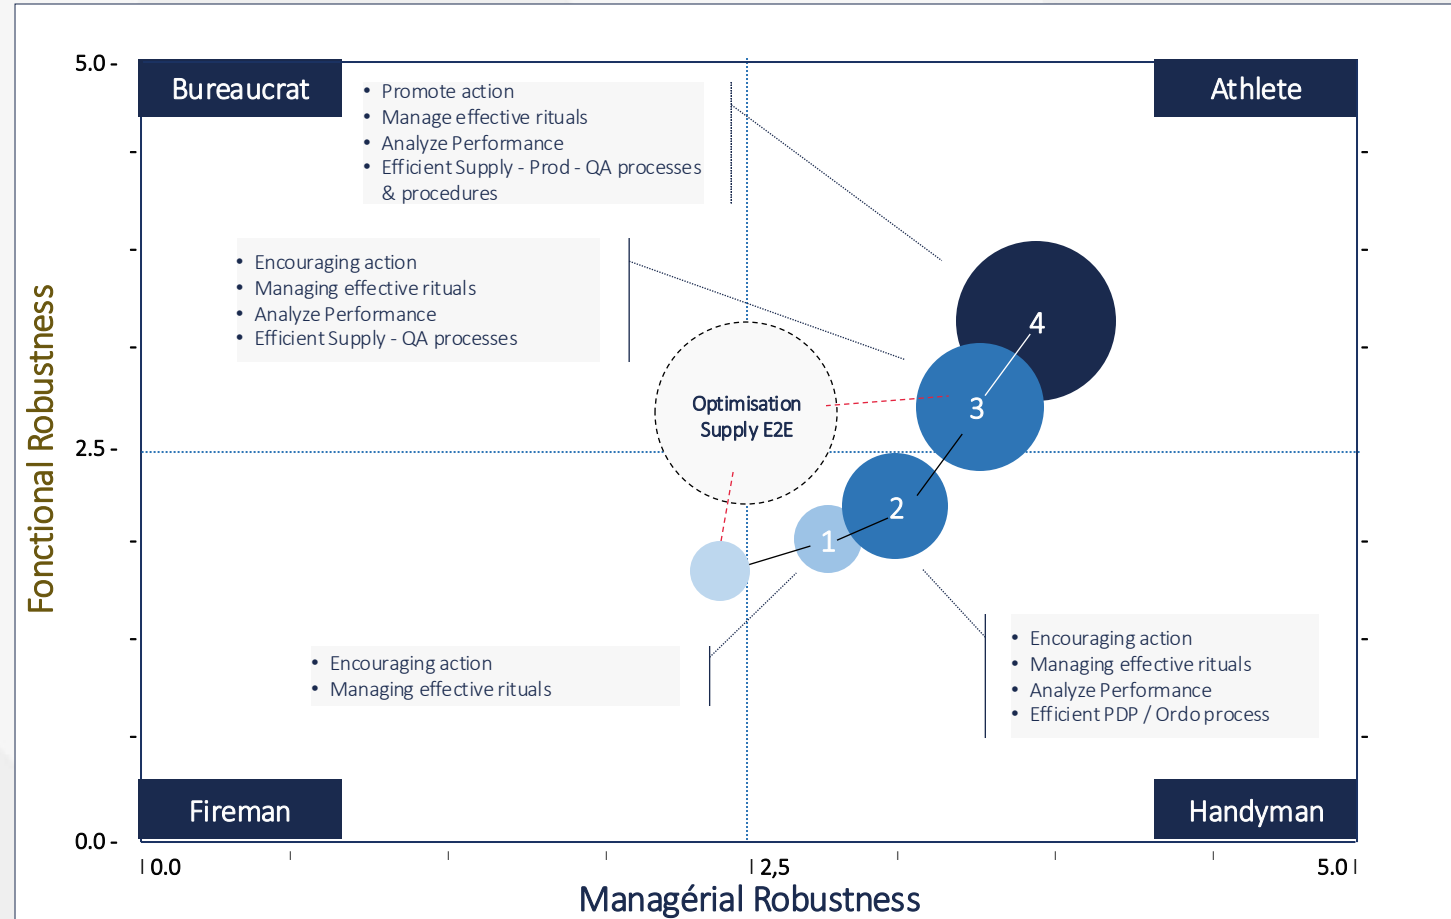 5.0 -
Bureaucrat
• Promote action
• Manage effective rituals
• Analyze Performance
• Efficient Supply - Prod - QA processes
& procedures
Athlete
• Encouraging action
• Managing effective rituals
• Analyze Performance
• Efficient Supply - QA processes
4
3
Optimisation
Supply E2E
Fonctional Robustness
2.5 -
2
1
• Encouraging action
• Managing effective rituals
• Encouraging action
• Managing effective rituals
• Analyze Performance
• Efficient PDP / Ordo process
Fireman
Handyman
0.0 -
0.0
2,5
5.0
Managérial Robustness